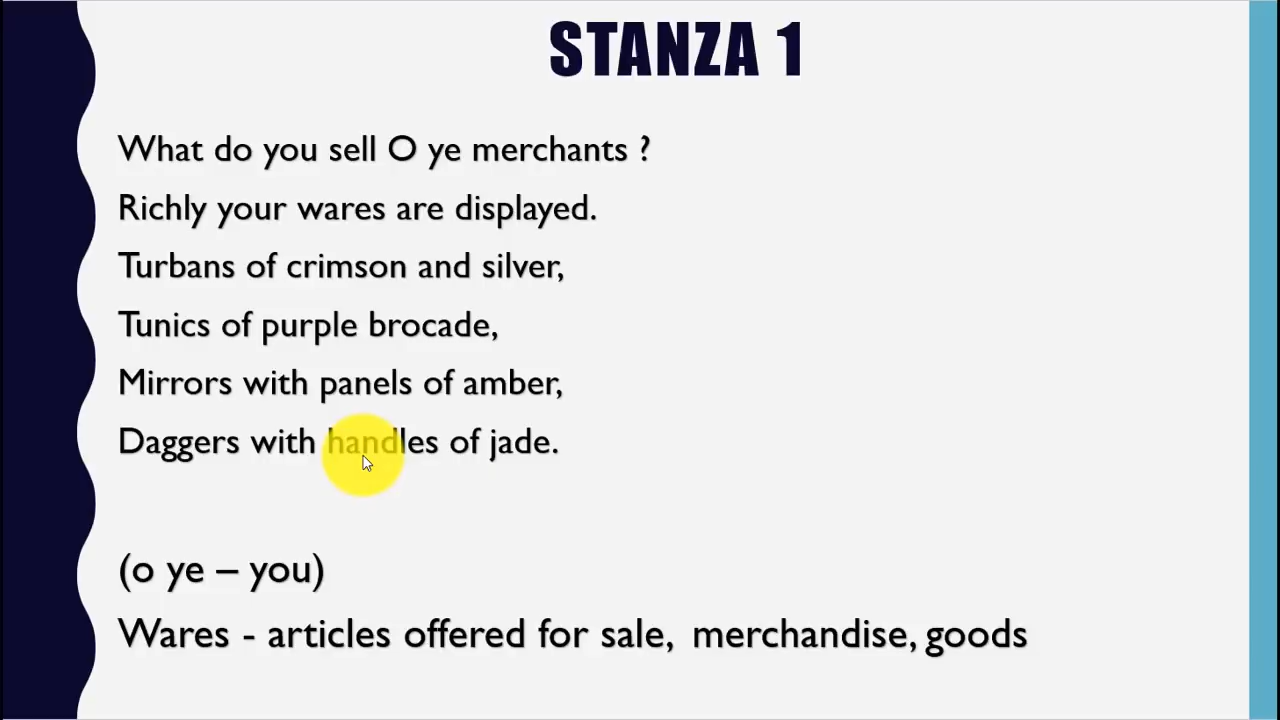 STANZA 1
What do you sell O ye merchants ?
Richly your wares are displayed.
Turbans of crimson and silver,
Tunics of purple brocade,
Mirrors with panels of amber,
Daggers with handles of jade.
(o ye – you)
Wares - articles offered for sale, merchandise, goods